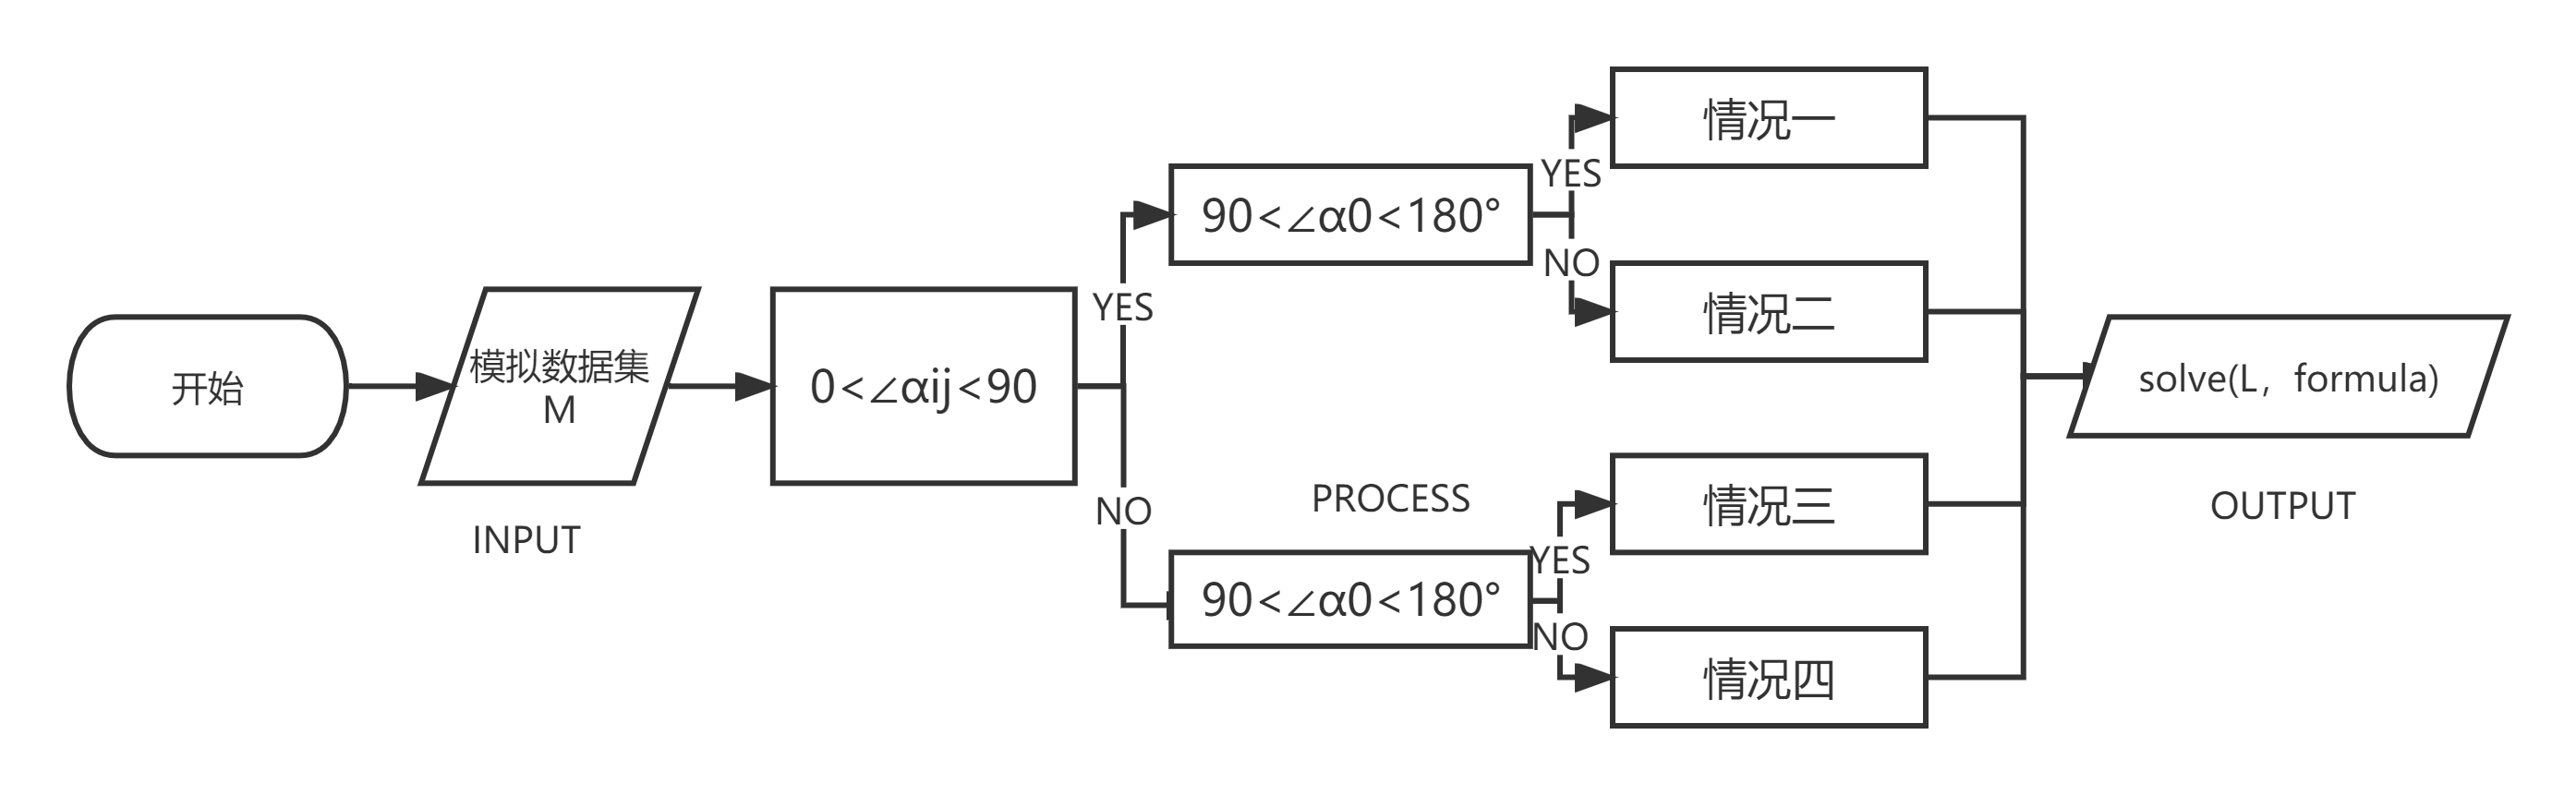 开始
模拟数据集
M
INPUT
0<∠αij<90
YES
NO
90<∠α0<180°
YES
NO
情况一
情况二
PROCESS
90<∠α0<180°
YES
NO
情况三
情况四
solve(L，formula)
OUTPUT